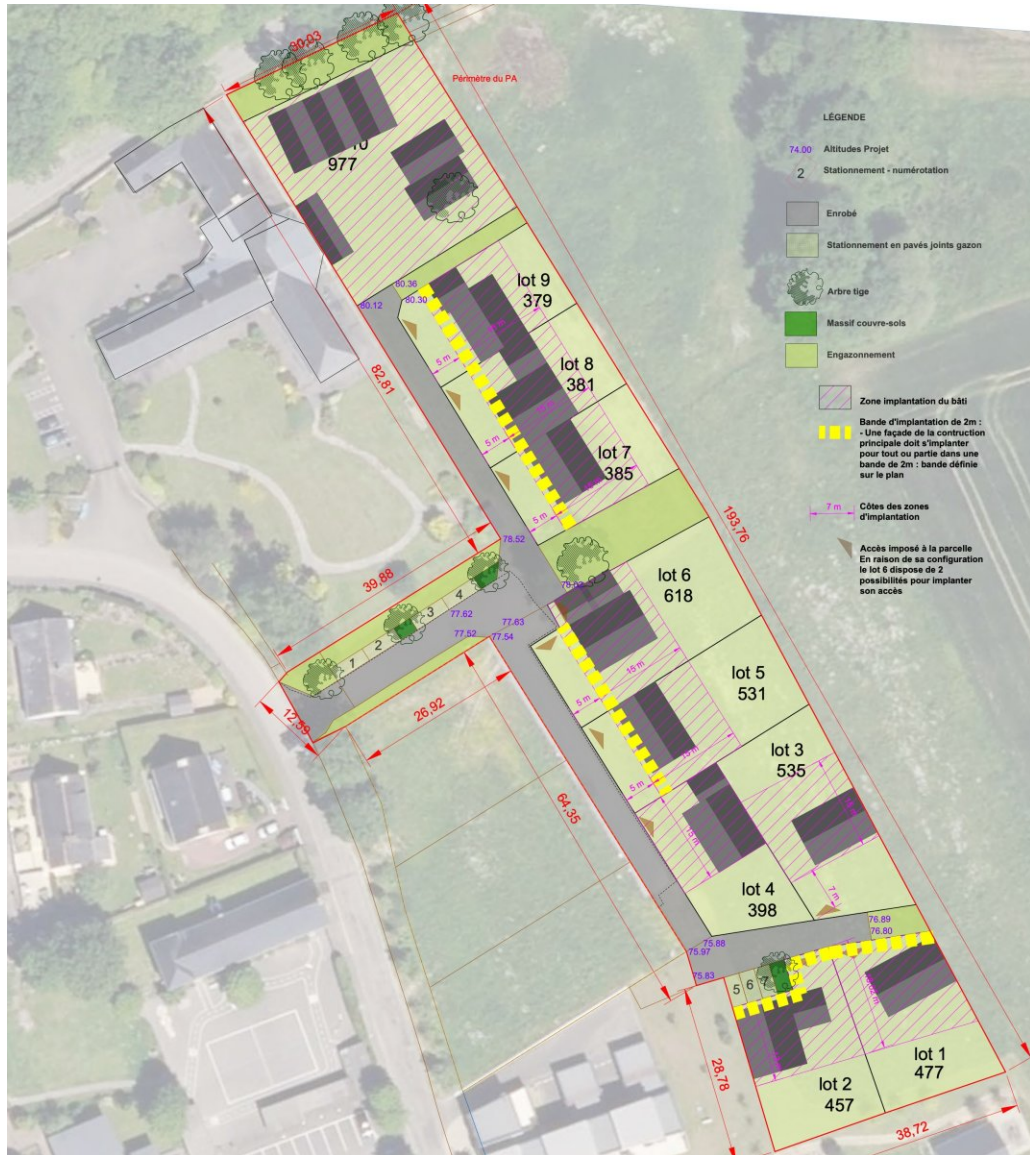 30,03
Périmètre du PA
LÉGENDE
74.00 Altitudes Projet
2 Stationnement - numérotation
Enrobé
Stationnement en pavés joints gazon
Arbre tige
Massif couvre-sols
Engazonnement
Zone implantation du bâti
Bande d'implantation de 2m :
- Une façade de la contruction
principale doit s'implanter
pour tout ou partie dans une
bande de 2m : bande définie
sur le plan
7 m
Côtes des zones
d'implantation
Accès imposé à la parcelle
En raison de sa configuration
le lot 6 dispose de 2
possibilités pour implanter
son accès
10
977
80.36
80.30
80.12
lot 9
379
82,81
5 m
lot 8
381
5 m
lot 7
385
5 m
193,76
78.52
39,88
lot 6
618
4
3
2
1
77.62
77.63
77.52
77.54
12,59
26,92
15 m
5 m
lot 5
531
15 m
5 m
lot 3
535
64,35
15 m
7 m
lot 4
398
76.89
76.80
75.88
75.97
75.83
5
6
7
28,78
lot 1
477
lot 2
457
38,72